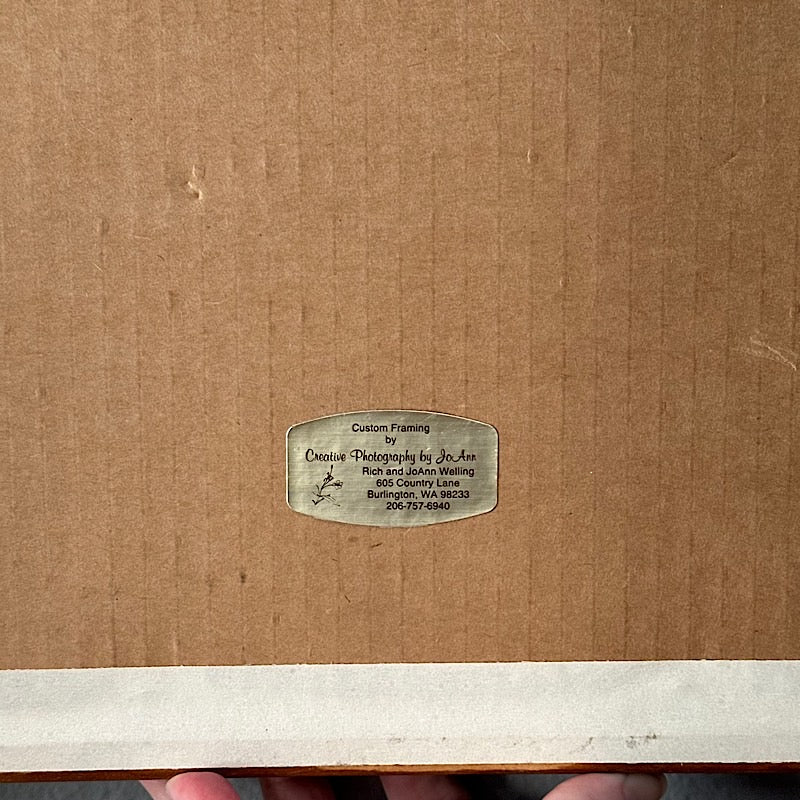 Custom Framing
by
Creative Photography by JoAnn
Rich and JoAnn Welling
605 Country Lane
Burlington, WA 98233
206-757-6940